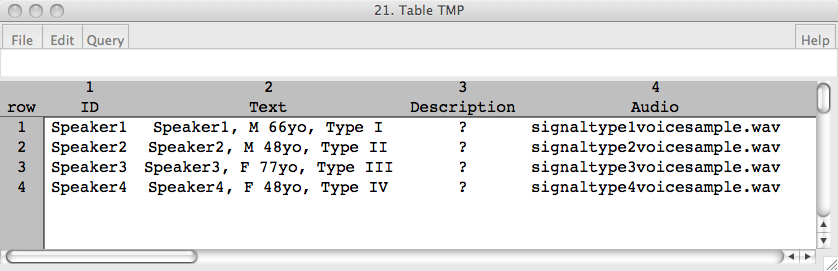 21. Table TMP
File Edit Query Help
1 2 3 4
row ID Text Description Audio
1 Speaker1 Speaker1, M 66yo, Type I ? signaltype1voicesample.wav
2 Speaker2 Speaker2, M 48yo, Type II ? signaltype2voicesample.wav
3 Speaker3 Speaker3, F 77yo, Type III ? signaltype3voicesample.wav
4 Speaker4 Speaker4, F 48yo, Type IV ? signaltype4voicesample.wav